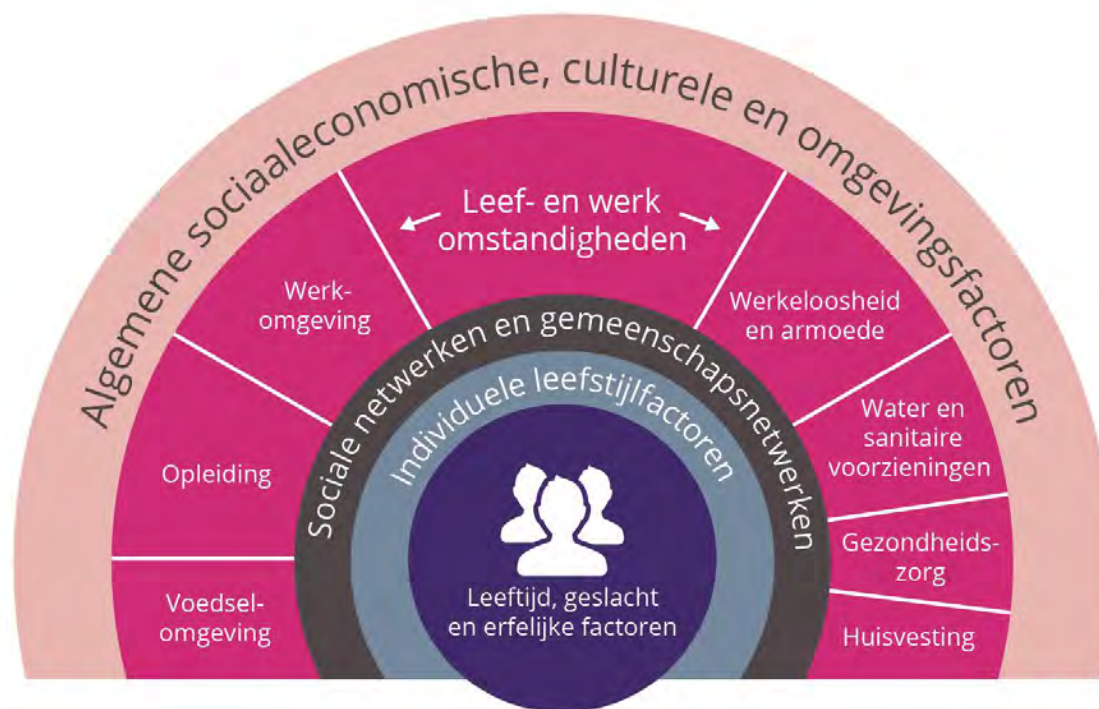 Algemene sociaaleconomische, culturele en omgevingsfactoren
Leef- en werk
omstandigheden
Werk-
omgeving
Werkeloosheid
en armoede
Opleiding
Water en
sanitaire
voorzieningen
Voedsel-
omgeving
Gezondheids-
zorg
Huisvesting
Sociale netwerken en gemeenschapsnetwerken
Individuele leefstijlfactoren
Leeftijd, geslacht
en erfelijke factoren